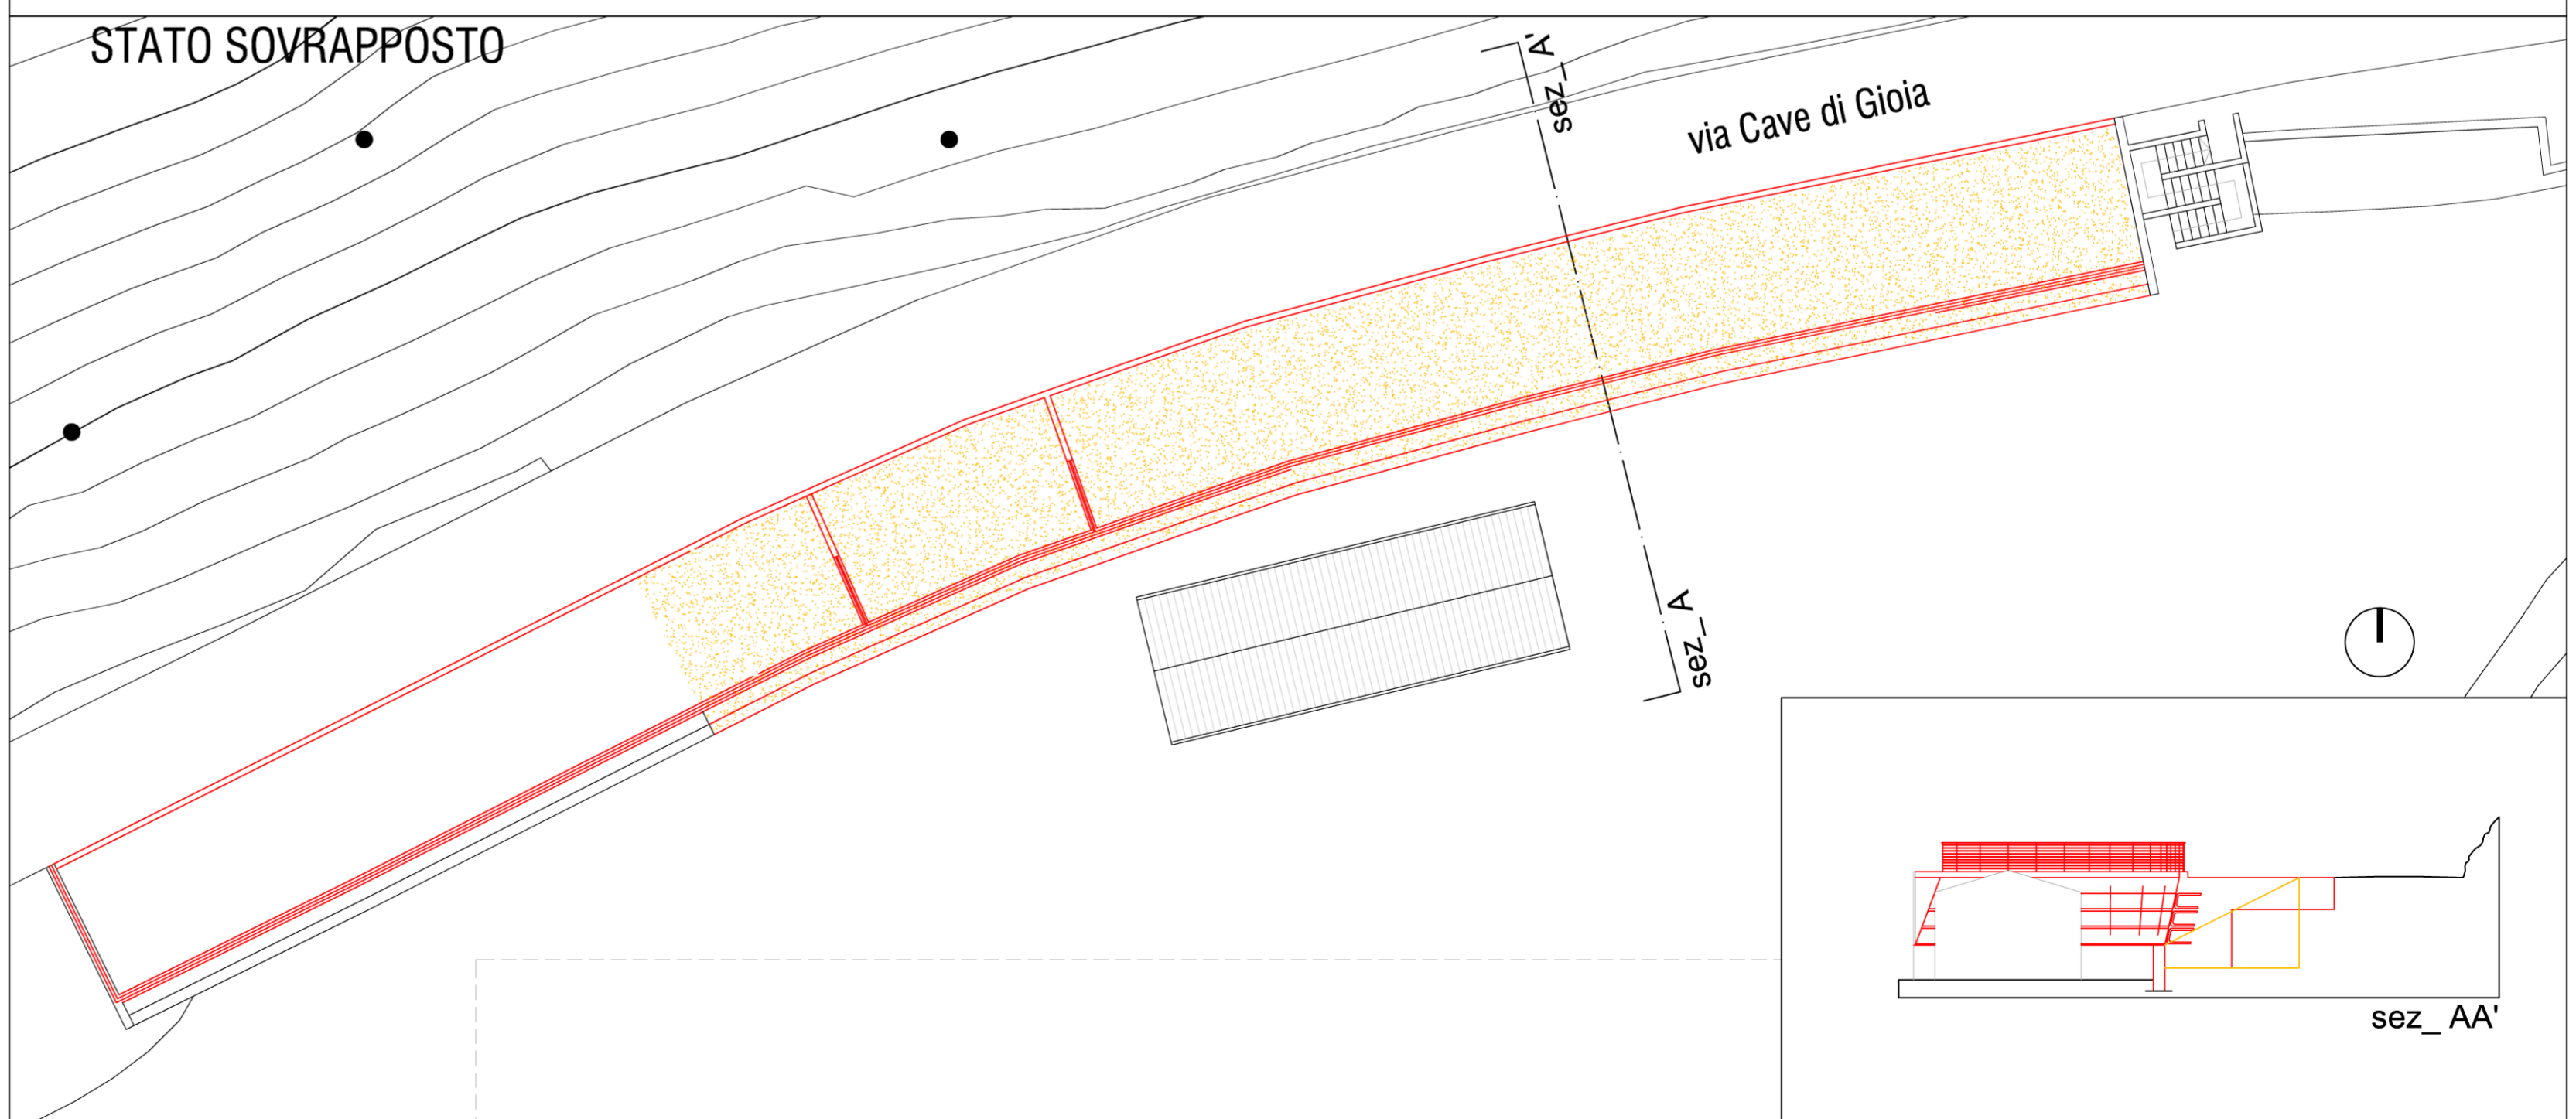 STATO SOVRAPPOSTO
sez_ A'
via Cave di Gioia
sez_ A
sez_ AA'